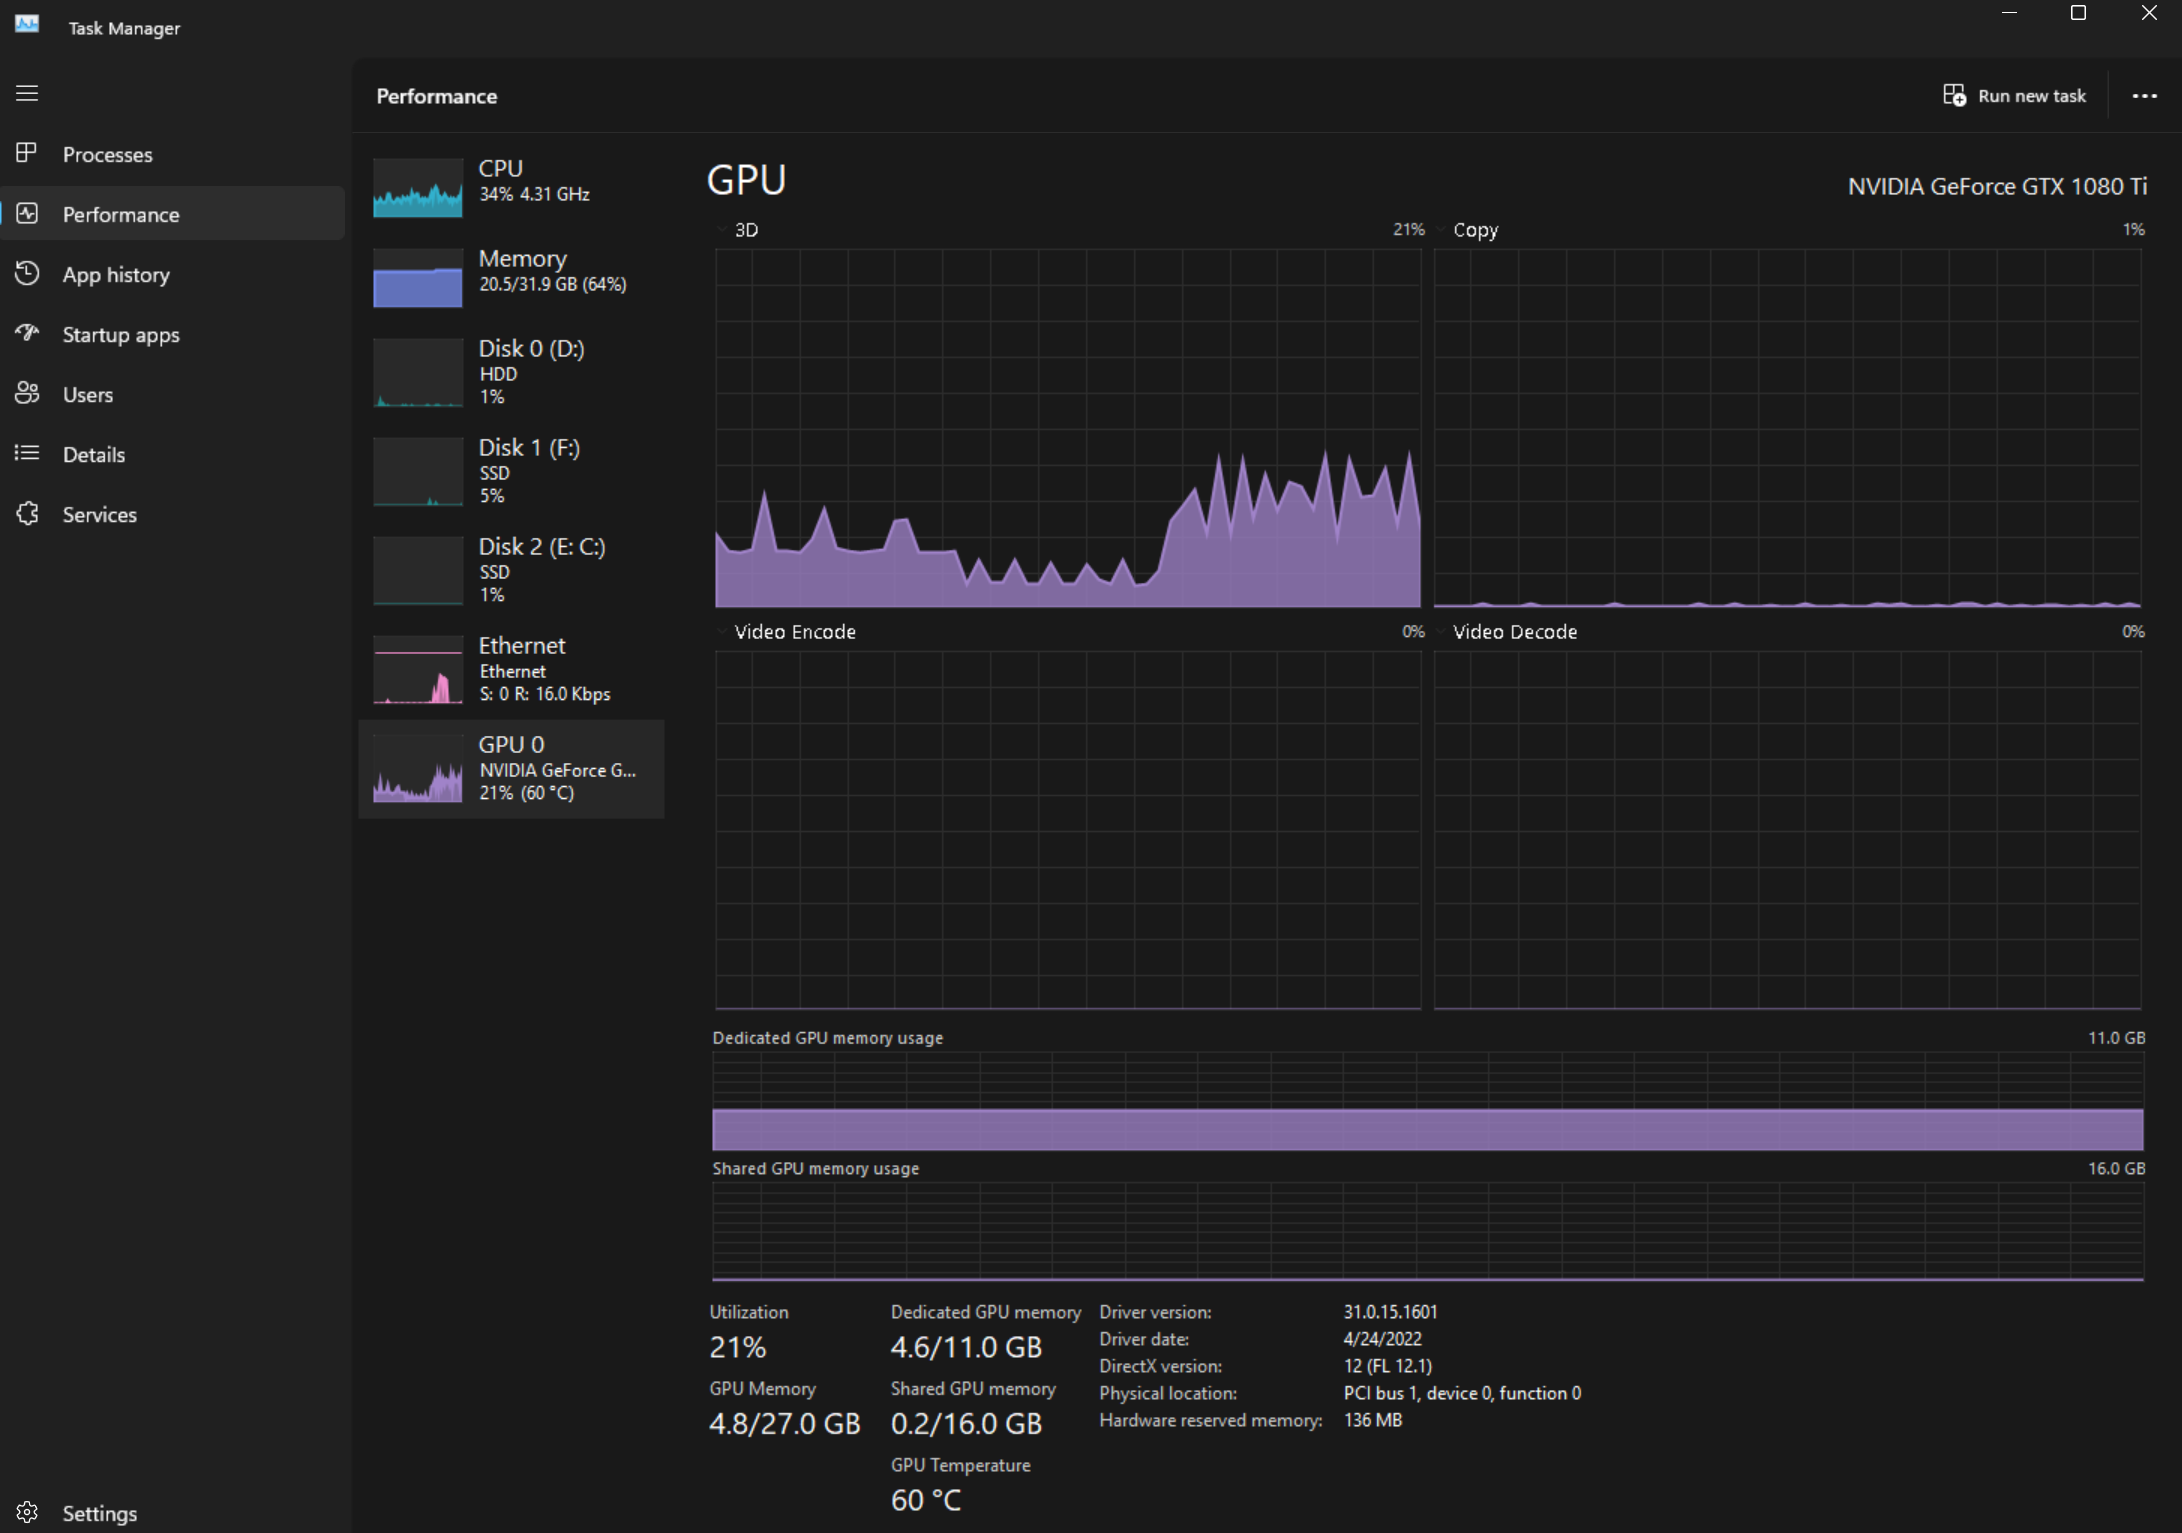 Task Manager
Performance
Run new task
Processes
Performance
App history
Startup apps
Users
Details
Services
Settings
CPU
34% 4.31 GHz
Memory
20.5/31.9 GB (64%)
Disk 0 (D:)
HDD
1%
Disk 1 (F:)
SSD
5%
Disk 2 (E: C:)
SSD
1%
Ethernet
Ethernet
S: 0 R: 16.0 Kbps
GPU 0
NVIDIA GeForce G...
21% (60 °C)
GPU
NVIDIA GeForce GTX 1080 Ti
3D 21%
Copy 1%
Video Encode 0%
Video Decode 0%
Dedicated GPU memory usage 11.0 GB
Shared GPU memory usage 16.0 GB
Utilization
21%
Dedicated GPU memory
4.6/11.0 GB
GPU Memory
4.8/27.0 GB
Shared GPU memory
0.2/16.0 GB
GPU Temperature
60 °C
Driver version: 31.0.15.1601
Driver date: 4/24/2022
DirectX version: 12 (FL 12.1)
Physical location: PCI bus 1, device 0, function 0
Hardware reserved memory: 136 MB